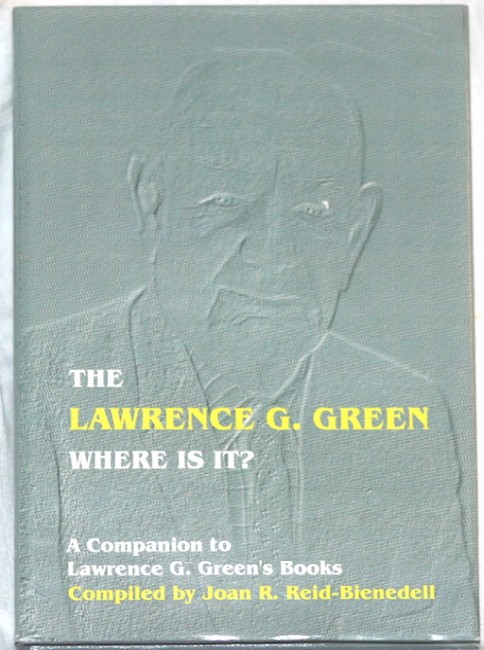 THE
LAWRENCE G. GREEN
WHERE IS IT?
A Companion to
Lawrence G. Green's Books
Compiled by Joan R. Reid-Bienedell